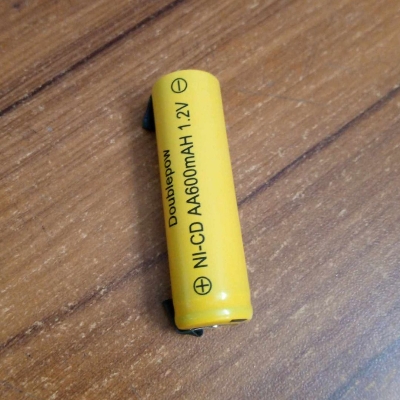 Doublepow
⊕ NI-CD AA600mAH 1.2V ⊖